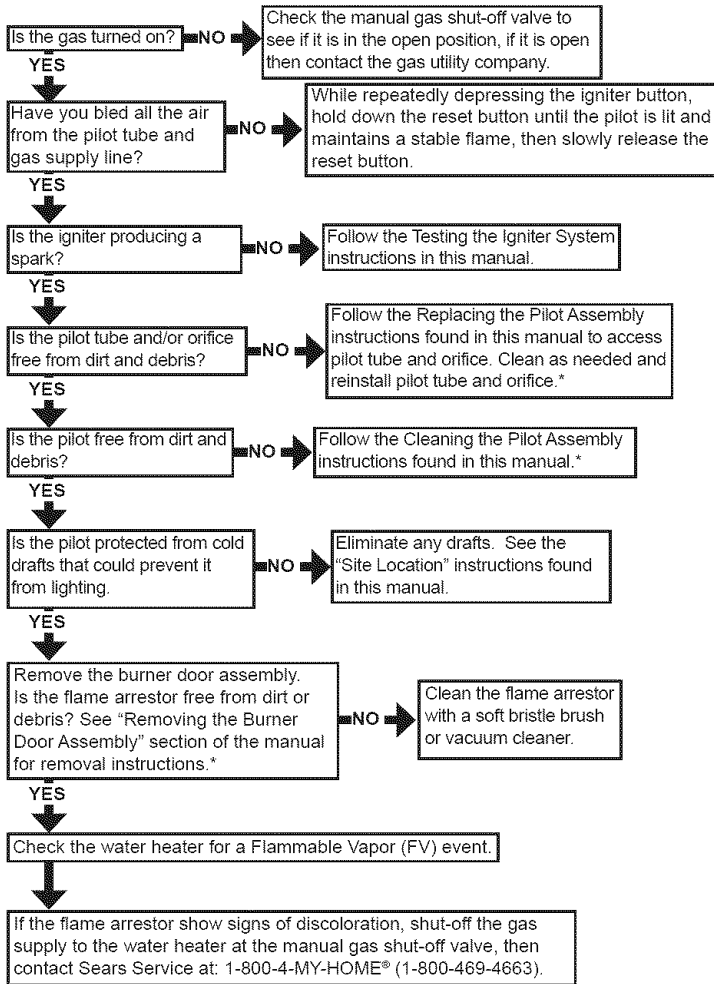 Is the gas turned on?
NO
Check the manual gas shut-off valve to
see if it is in the open position, if it is open
then contact the gas utility company.
YES
Have you bled all the air
from the pilot tube and
gas supply line?
NO
While repeatedly depressing the igniter button,
hold down the reset button until the pilot is lit and
maintains a stable flame, then slowly release the
reset button.
YES
Is the igniter producing a
spark?
NO
Follow the Testing the Igniter System
instructions in this manual.
YES
Is the pilot tube and/or orifice
free from dirt and debris?
NO
Follow the Replacing the Pilot Assembly
instructions found in this manual to access
pilot tube and orifice. Clean as needed and
reinstall pilot tube and orifice.*
YES
Is the pilot free from dirt and
debris?
NO
Follow the Cleaning the Pilot Assembly
instructions found in this manual.*
YES
Is the pilot protected from cold
drafts that could prevent it
from lighting.
NO
Eliminate any drafts. See the
“Site Location” instructions found
in this manual.
YES
Remove the burner door assembly.
Is the flame arrestor free from dirt or
debris? See “Removing the Burner
Door Assembly” section of the manual
for removal instructions.*
NO
Clean the flame arrestor
with a soft bristle brush
or vacuum cleaner.
YES
Check the water heater for a Flammable Vapor (FV) event.
If the flame arrestor show signs of discoloration, shut-off the gas
supply to the water heater at the manual gas shut-off valve, then
contact Sears Service at: 1-800-4-MY-HOME® (1-800-469-4663).